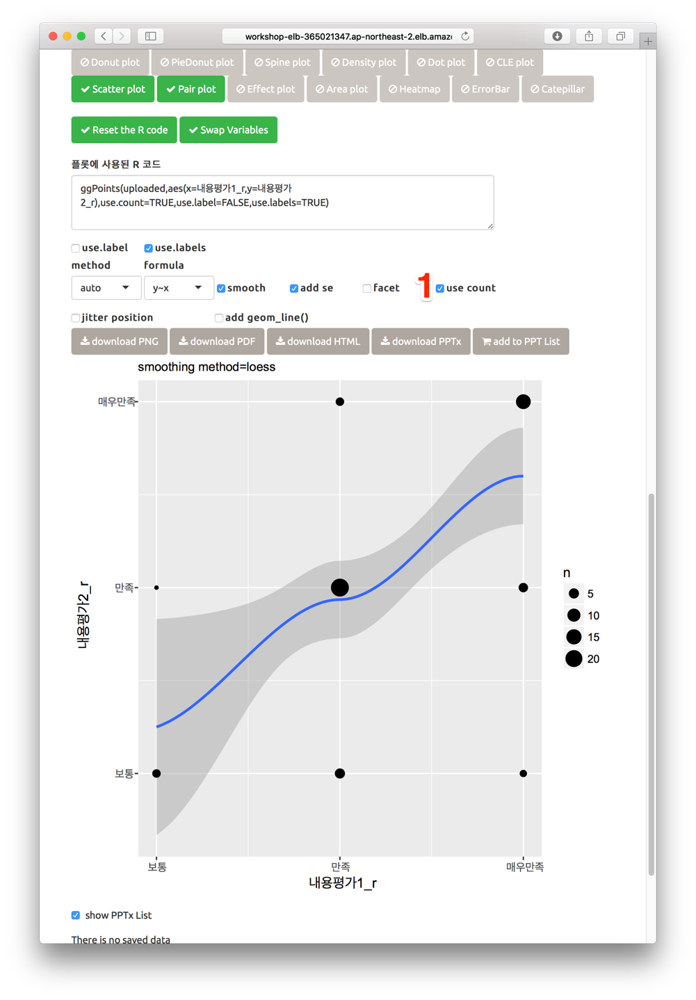 workshop-elb-365021347.ap-northeast-2.elb.amaz
Donut plot PieDonut plot Spine plot Density plot Dot plot CLE plot
Scatter plot Pair plot Effect plot Area plot Heatmap ErrorBar Catepillar
Reset the R code Swap Variables
플롯에 사용된 R 코드
ggPoints(uploaded,aes(x=내용평가1_r,y=내용평가
2_r),use.count=TRUE,use.label=FALSE,use.labels=TRUE)
use.label use.labels
method formula
auto y~x smooth add se facet 1 use count
jitter position add geom_line()
download PNG download PDF download HTML download PPTx add to PPT List
smoothing method=loess
매우만족
만족
보통
내용평가2_r
보통 만족 매우만족
내용평가1_r
n
5
10
15
20
show PPTx List
There is no saved data